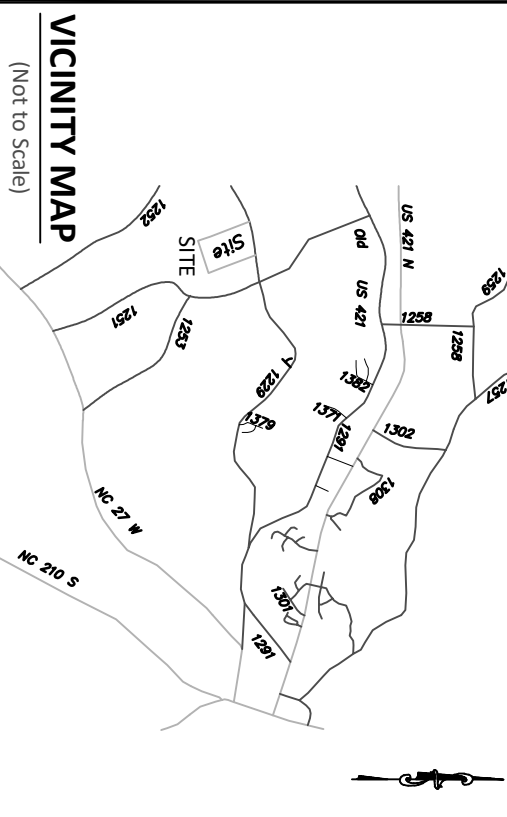 VICINITY MAP
(Not to Scale)
1259
US 421 N
1258
1258
1257
Old US 421
1252
Site
SITE
1251
1253
1382
1371
1302
1229
1291
1379
1308
NC 27 W
NC 210 S
1301
1291